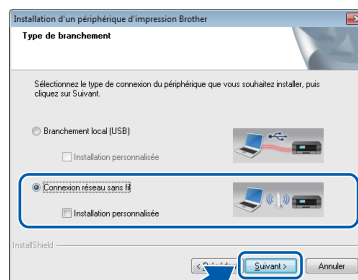 Installation d'un périphérique d'impression Brother
Type de branchement
Sélectionnez le type de connexion du périphérique que vous souhaitez installer, puis
cliquez sur Suivant.
Branchement local (USB)
Installation personnalisée
Connexion réseau sans fil
Installation personnalisée
InstallShield
Suivant > Annuler